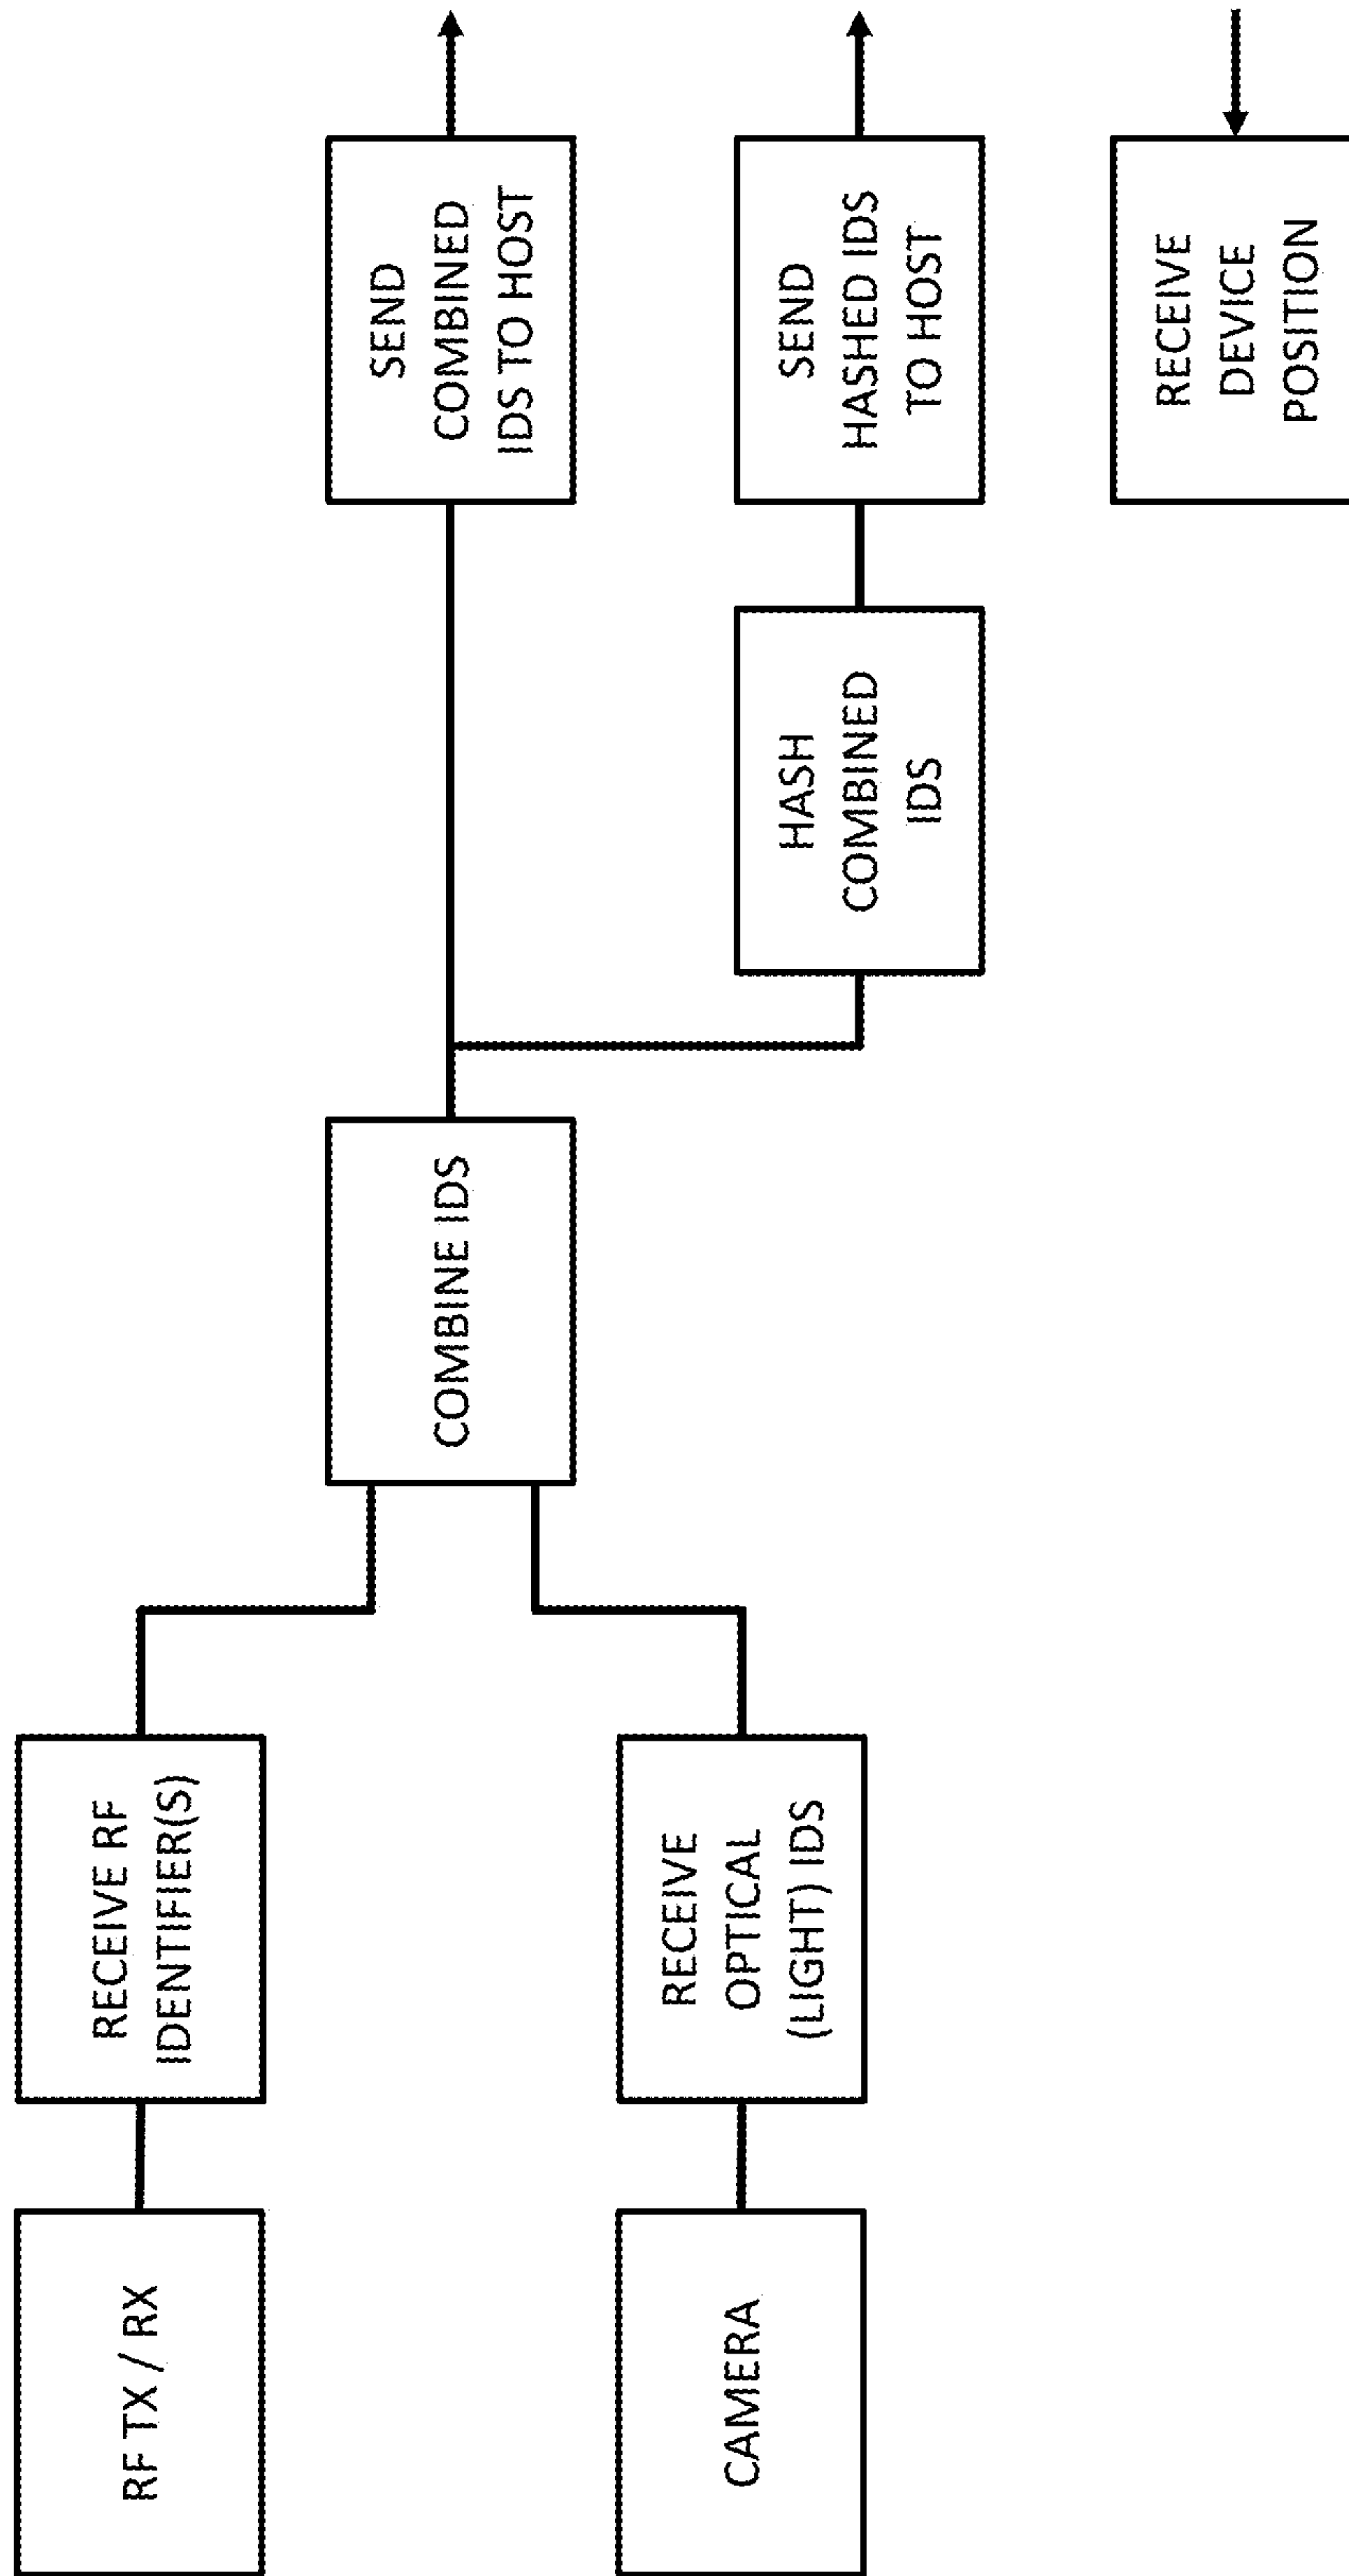 RF TX / RX
RECEIVE RF
IDENTIFIER(S)
CAMERA
RECEIVE
OPTICAL
(LIGHT) IDS
COMBINE IDS
SEND
COMBINED
IDS TO HOST
HASH
COMBINED
IDS
SEND
HASHED IDS
TO HOST
RECEIVE
DEVICE
POSITION